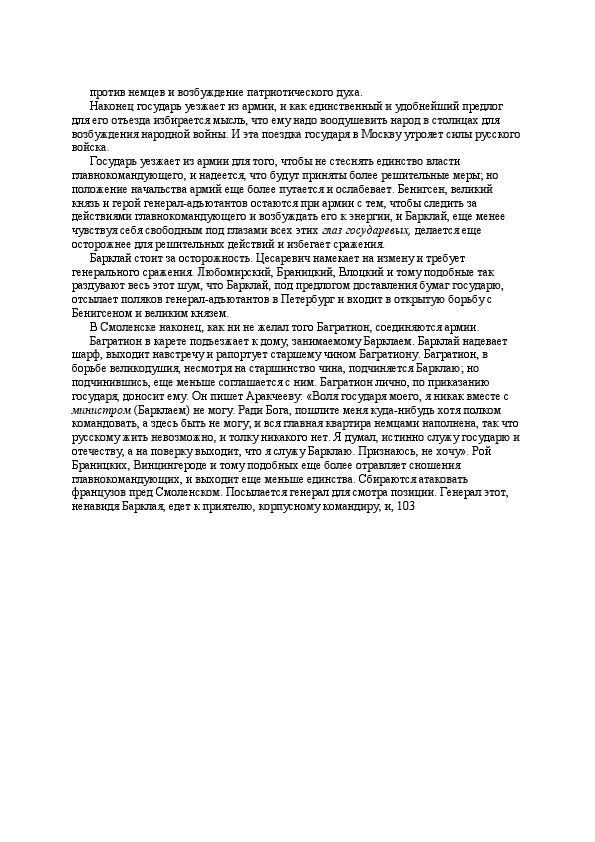 против немцев и возбуждение патриотического духа.
Наконец государь уезжает из армии, и как единственный и удобнейший предлог
для его отъезда избирается мысль, что ему надо воодушевить народ в столицах для
возбуждения народной войны. И эта поездка государя в Москву утрояет силы русского
войска.
Государь уезжает из армии для того, чтобы не стеснять единство власти
главнокомандующего, и надеется, что будут приняты более решительные меры; но
положение начальства армий еще более путается и ослабевает. Бенигсен, великий
князь и герой генерал-адъютантов остаются при армии с тем, чтобы следить за
действиями главнокомандующего и возбуждать его к энергии, и Барклай, еще менее
чувствуя себя свободным под глазами всех этих глаз государевых, делается еще
осторожнее для решительных действий и избегает сражения.
Барклай стоит за осторожность. Цесаревич намекает на измену и требует
генерального сражения. Любомирский, Браницкий, Влоцкий и тому подобные так
раздувают весь этот шум, что Барклай, под предлогом доставления бумаг государю,
отсылает поляков генерал-адъютантов в Петербург и входит в открытую борьбу с
Бенигсеном и великим князем.
В Смоленске наконец, как ни не желал того Багратион, соединяются армии.
Багратион в карете подъезжает к дому, занимаемому Барклаем. Барклай надевает
шарф, выходит навстречу и рапортует старшему чином Багратиону. Багратион, в
борьбе великодушия, несмотря на старшинство чина, подчиняется Барклаю; но
подчинившись, еще меньше соглашается с ним. Багратион лично, по приказанию
государя, доносит ему. Он пишет Аракчееву: «Воля государя моего, я никак вместе с
министром (Барклаем) не могу. Ради Бога, пошлите меня куда-нибудь хотя полком
командовать, а здесь быть не могу; и вся главная квартира немцами наполнена, так что
русскому жить невозможно, и толку никакого нет. Я думал, истинно служу государю и
отечеству, а на поверку выходит, что я служу Барклаю. Признаюсь, не хочу». Рой
Браницких, Винцингероде и тому подобных еще более отравляет сношения
главнокомандующих, и выходит еще меньше единства. Сбираются атаковать
французов пред Смоленском. Посылается генерал для смотра позиции. Генерал этот,
ненавидя Барклая, едет к приятелю, корпусному командиру, и, 103